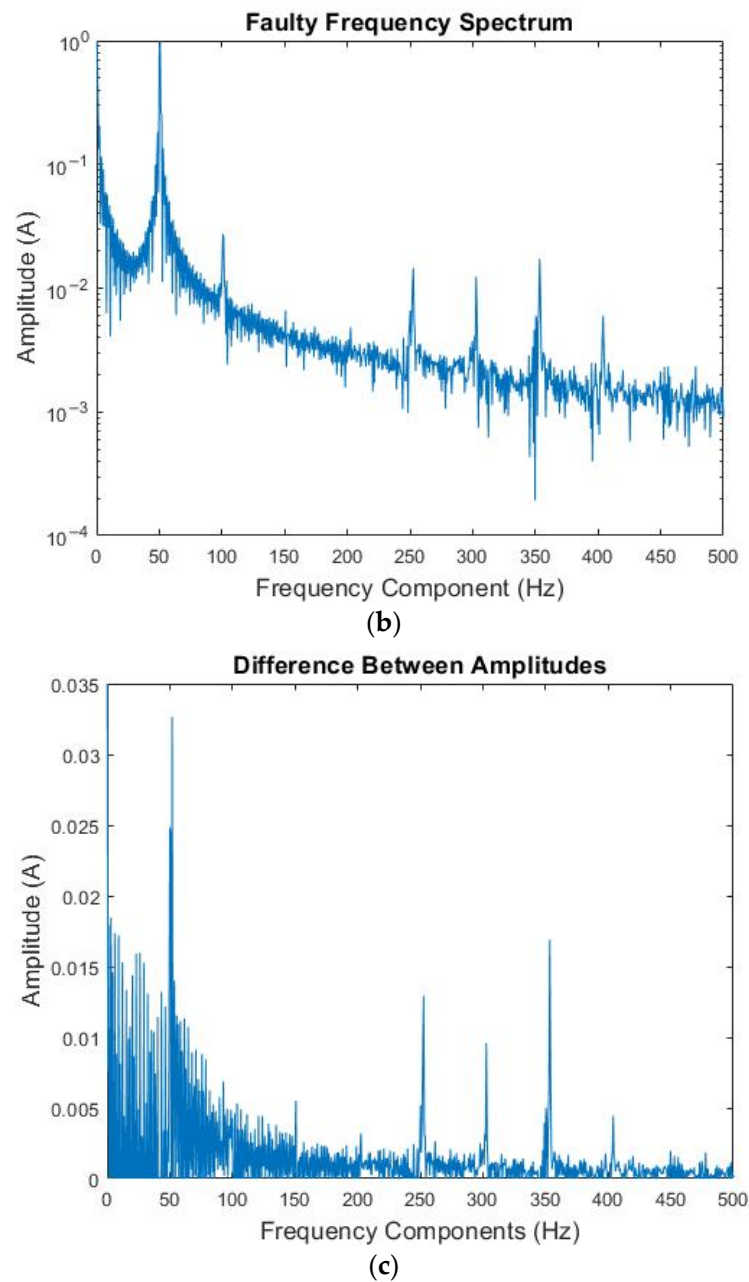 Faulty Frequency Spectrum
10^0
10^-1
10^-2
10^-3
10^-4
Amplitude (A)
0 50 100 150 200 250 300 350 400 450 500
Frequency Component (Hz)
(b)
Difference Between Amplitudes
0.035
0.03
0.025
0.02
0.015
0.01
0.005
0
Amplitude (A)
0 50 100 150 200 250 300 350 400 450 500
Frequency Components (Hz)
(c)